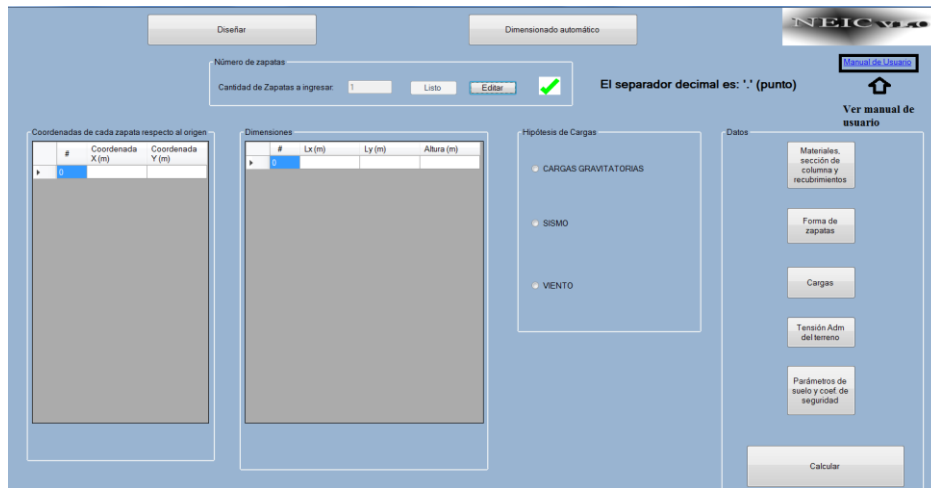 Diseñar
Dimensionado automático
NEIC V1.40
Número de zapatas
Cantidad de Zapatas a ingresar:
1
Listo
Editar
El separador decimal es: '.' (punto)
Manual de Usuario
Ver manual de
usuario
Coordenadas de cada zapata respecto al origen
#
Coordenada
X (m)
Coordenada
Y (m)
0
Dimensiones
#
Lx (m)
Ly (m)
Altura (m)
0
Hipótesis de Cargas
CARGAS GRAVITATORIAS
SISMO
VIENTO
Datos
Materiales,
sección de
columna y
recubrimientos
Forma de
zapatas
Cargas
Tensión Adm
del terreno
Parámetros de
suelo y coef. de
seguridad
Calcular